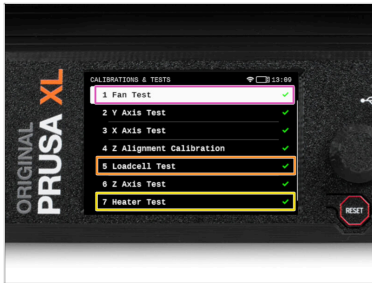 ORIGINAL
PRUSA XL
CALIBRATIONS & TESTS 13:09
1 Fan Test
2 Y Axis Test
3 X Axis Test
4 Z Alignment Calibration
5 Loadcell Test
6 Z Axis Test
7 Heater Test
RESET